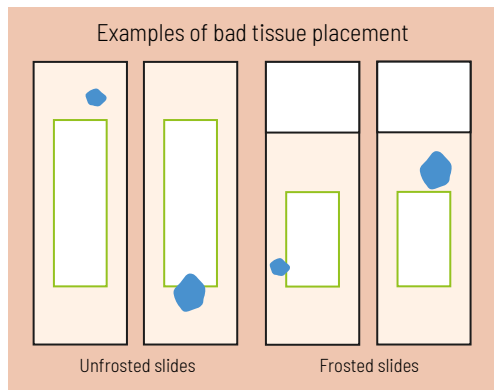 Examples of bad tissue placement
Unfrosted slides
Frosted slides